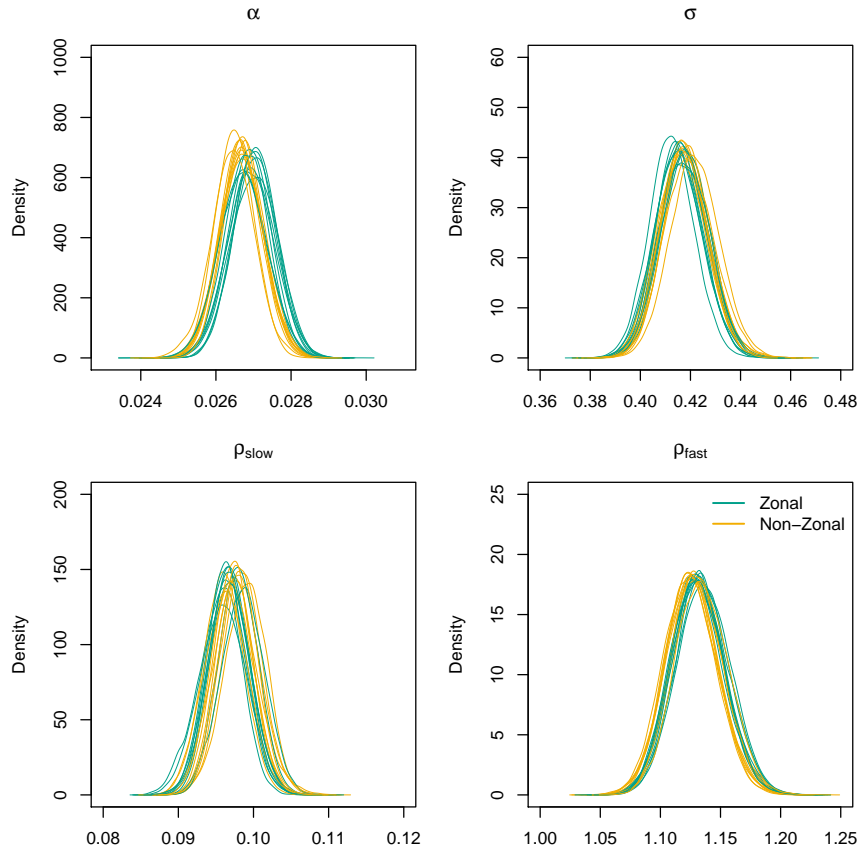 α
Density
0 200 400 600 800 1000
0.024 0.026 0.028 0.030
σ
Density
0 10 20 30 40 50 60
0.36 0.38 0.40 0.42 0.44 0.46 0.48
ρslow
Density
0 50 100 150 200
0.08 0.09 0.10 0.11 0.12
ρfast
Zonal
Non−Zonal
Density
0 5 10 15 20 25
1.00 1.05 1.10 1.15 1.20 1.25